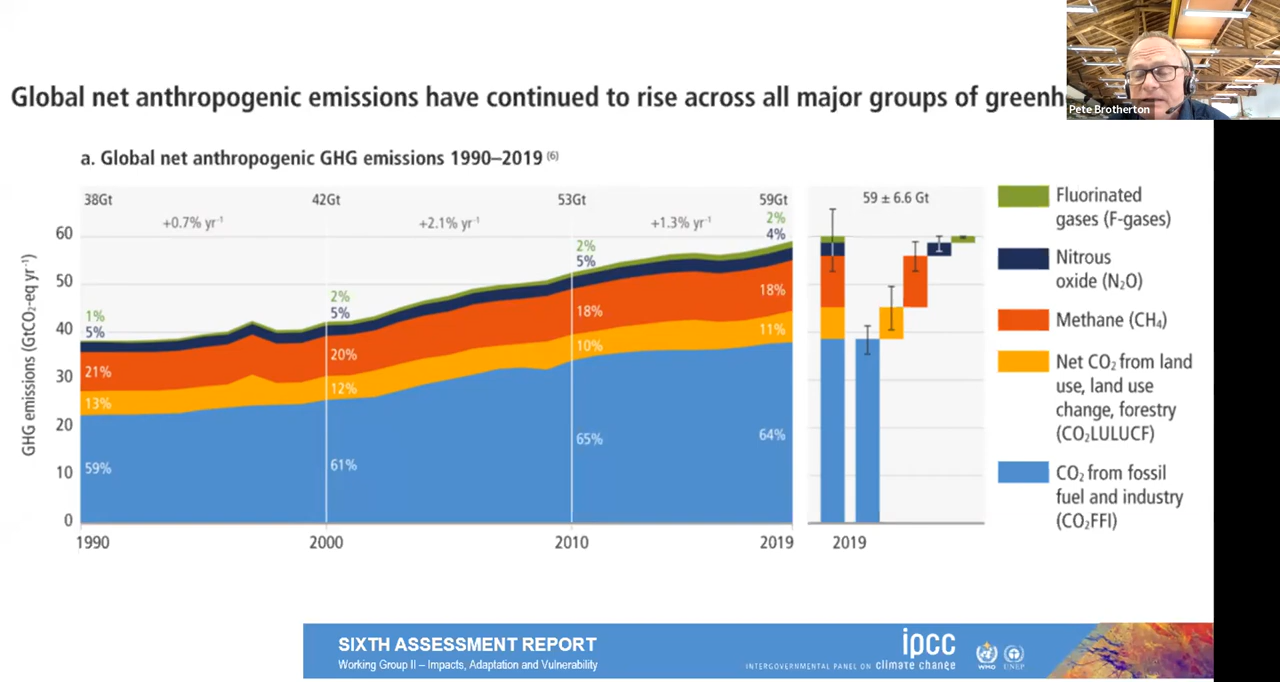 Global net anthropogenic emissions have continued to rise across all major groups of greenh
Pete Brotherton
a. Global net anthropogenic GHG emissions 1990–2019 (6)
38Gt
42Gt
53Gt
59Gt
59 ± 6.6 Gt
+0.7% yr⁻¹
+2.1% yr⁻¹
+1.3% yr⁻¹
GHG emissions (GtCO₂-eq yr⁻¹)
60
50
40
30
20
10
0
1%
5%
21%
13%
59%
2%
5%
20%
12%
61%
2%
5%
18%
10%
65%
2%
4%
18%
11%
64%
1990
2000
2010
2019
2019
Fluorinated
gases (F-gases)
Nitrous
oxide (N₂O)
Methane (CH₄)
Net CO₂ from land
use, land use
change, forestry
(CO₂LULUCF)
CO₂ from fossil
fuel and industry
(CO₂FFI)
SIXTH ASSESSMENT REPORT
Working Group II – Impacts, Adaptation and Vulnerability
ipcc
INTERGOVERNMENTAL PANEL ON climate change
WMO
UNEP